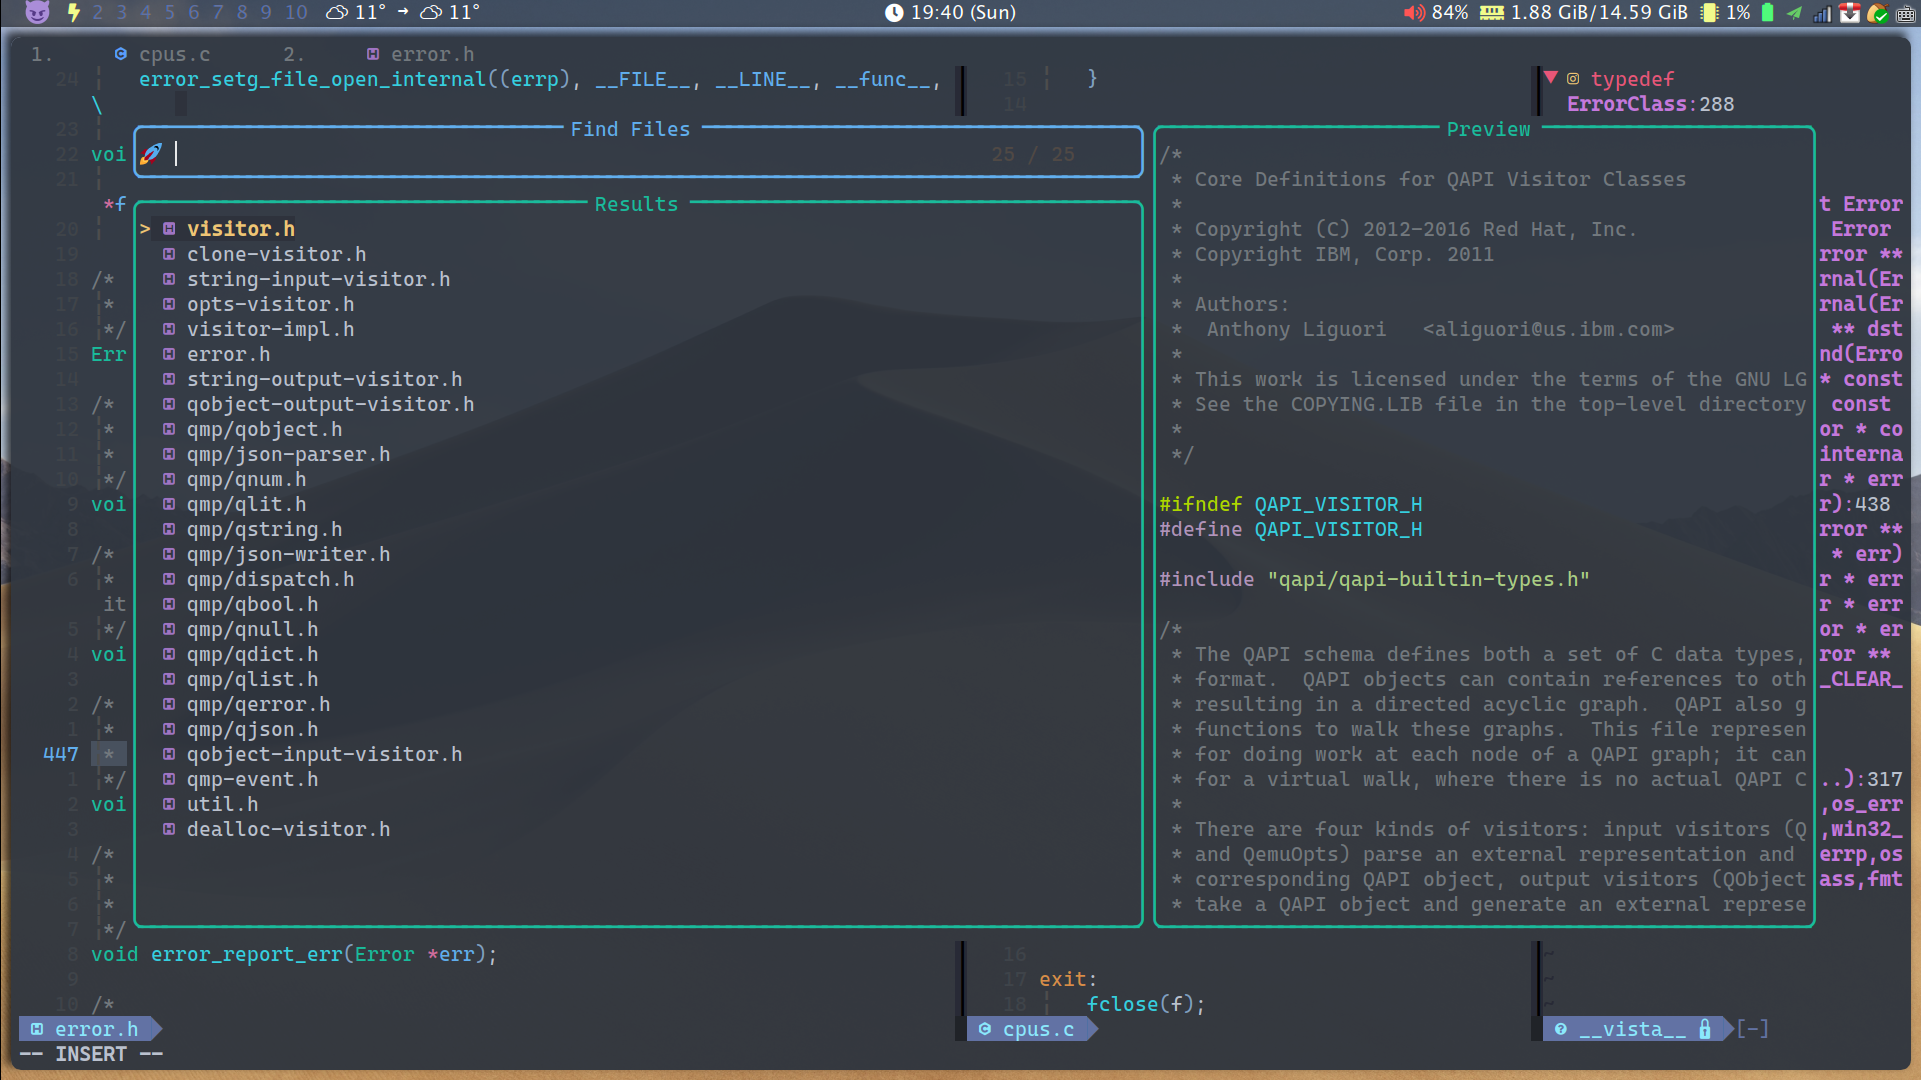 2 3 4 5 6 7 8 9 10 11° → 11°
19:40 (Sun)
84% 1.88 GiB/14.59 GiB 1%
1. cpus.c 2. error.h
24 error_setg_file_open_internal((errp), __FILE__, __LINE__, __func__,
\
23
22 voi
21
*f
20
19
18 /*
17 *
16 */
15 Err
14
13 /*
12 *
11 *
10 */
9 voi
8
7 /*
6 *
it
5 */
4 voi
3
2 /*
1 *
447 *
1 */
2 voi
3
4 /*
5 *
6 *
7 */
8 void error_report_err(Error *err);
9
10 /*
Find Files
25 / 25
Results
> visitor.h
clone-visitor.h
string-input-visitor.h
opts-visitor.h
visitor-impl.h
error.h
string-output-visitor.h
qobject-output-visitor.h
qmp/qobject.h
qmp/json-parser.h
qmp/qnum.h
qmp/qlit.h
qmp/qstring.h
qmp/json-writer.h
qmp/dispatch.h
qmp/qbool.h
qmp/qnull.h
qmp/qdict.h
qmp/qlist.h
qmp/qerror.h
qmp/qjson.h
qobject-input-visitor.h
qmp-event.h
util.h
dealloc-visitor.h
15 }
14
Preview
/*
* Core Definitions for QAPI Visitor Classes
*
* Copyright (C) 2012-2016 Red Hat, Inc.
* Copyright IBM, Corp. 2011
*
* Authors:
* Anthony Liguori <aliguori@us.ibm.com>
*
* This work is licensed under the terms of the GNU LG
* See the COPYING.LIB file in the top-level directory
*
*/
#ifndef QAPI_VISITOR_H
#define QAPI_VISITOR_H
#include "qapi/qapi-builtin-types.h"
/*
* The QAPI schema defines both a set of C data types,
* format. QAPI objects can contain references to oth
* resulting in a directed acyclic graph. QAPI also g
* functions to walk these graphs. This file represen
* for doing work at each node of a QAPI graph; it can
* for a virtual walk, where there is no actual QAPI C
*
* There are four kinds of visitors: input visitors (Q
* and QemuOpts) parse an external representation and
* corresponding QAPI object, output visitors (QObject
* take a QAPI object and generate an external represe
16
17 exit:
18 fclose(f);
typedef
ErrorClass:288
t Error
Error
rror **
rnal(Er
rnal(Er
** dst
nd(Erro
* const
const
or * co
interna
r * err
r):438
rror **
* err)
r * err
r * err
or * er
ror **
_CLEAR_
..):317
,os_err
,win32_
errp,os
ass,fmt
~
~
~
error.h
cpus.c
__vista__ [-]
-- INSERT --